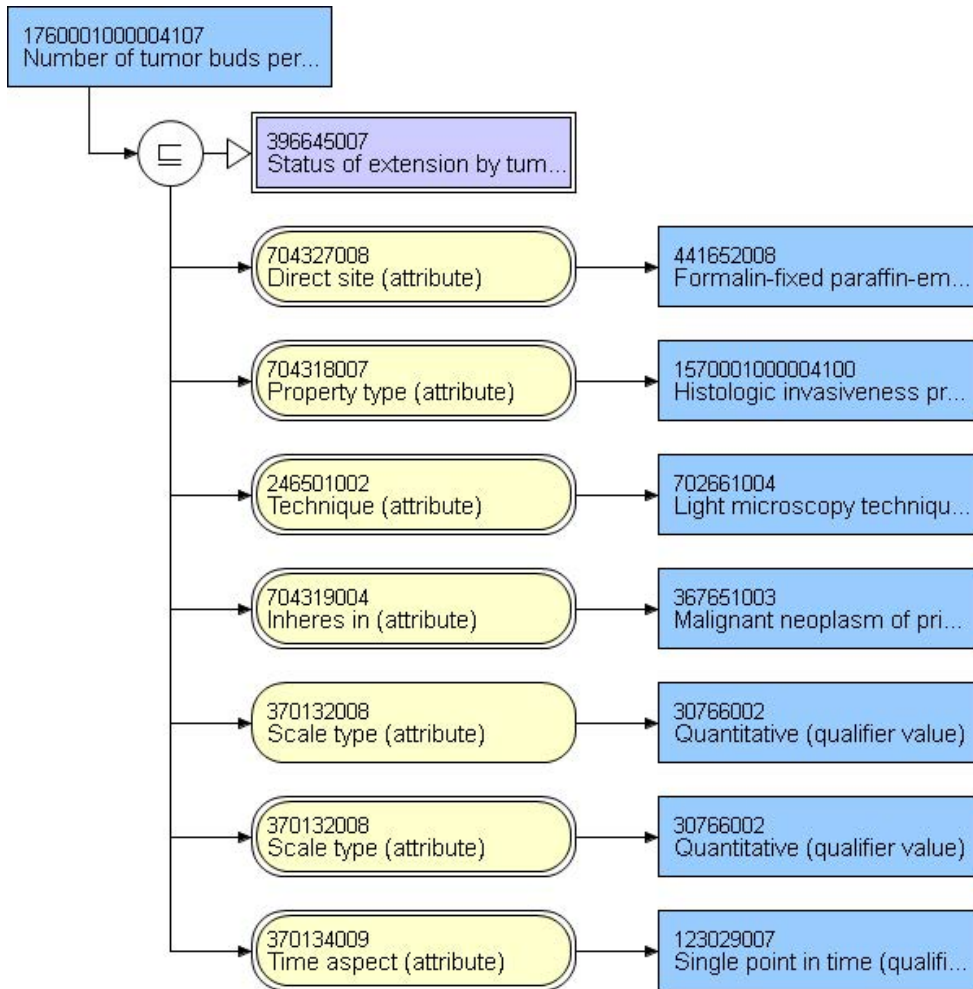 1760001000004107
Number of tumor buds per...
⊑
396645007
Status of extension by tum...
704327008
Direct site (attribute)
441652008
Formalin-fixed paraffin-em...
704318007
Property type (attribute)
1570001000004100
Histologic invasiveness pr...
246501002
Technique (attribute)
702661004
Light microscopy techniqu...
704319004
Inheres in (attribute)
367651003
Malignant neoplasm of pri...
370132008
Scale type (attribute)
30766002
Quantitative (qualifier value)
370132008
Scale type (attribute)
30766002
Quantitative (qualifier value)
370134009
Time aspect (attribute)
123029007
Single point in time (qualifi...